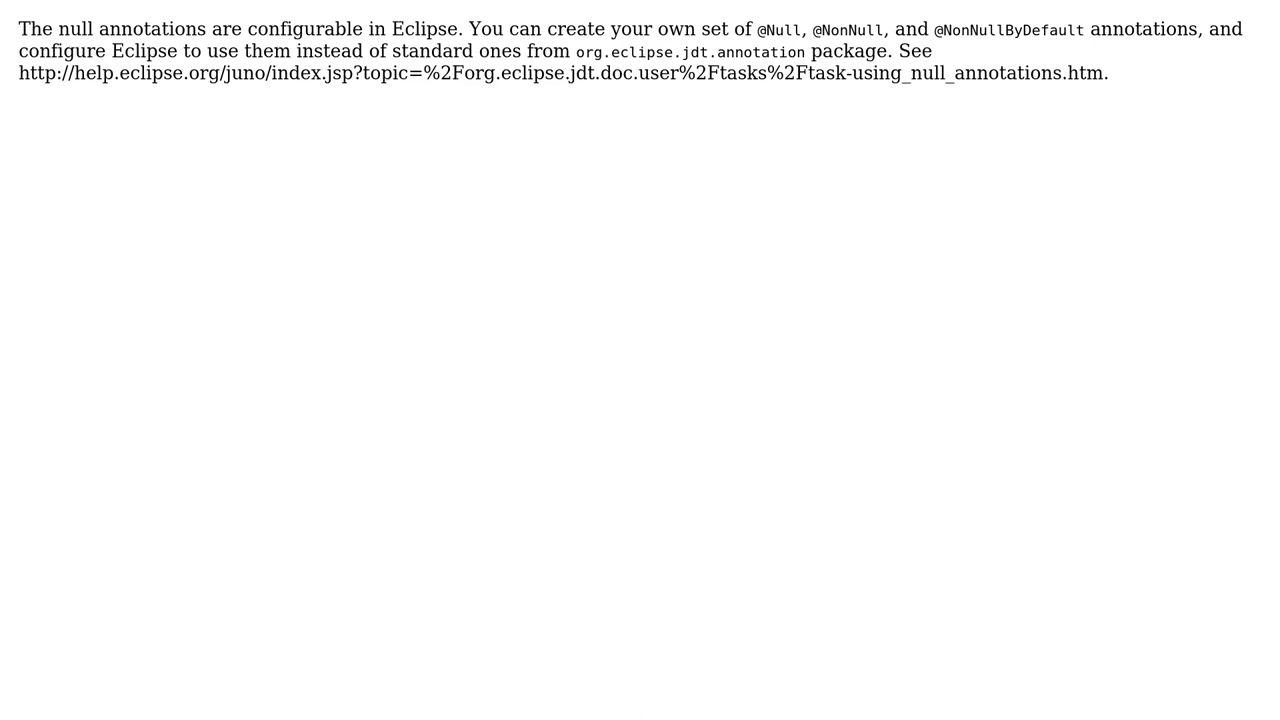 The null annotations are configurable in Eclipse. You can create your own set of @Null, @NonNull, and @NonNullByDefault annotations, and
configure Eclipse to use them instead of standard ones from org.eclipse.jdt.annotation package. See
http://help.eclipse.org/juno/index.jsp?topic=%2Forg.eclipse.jdt.doc.user%2Ftasks%2Ftask-using_null_annotations.htm.